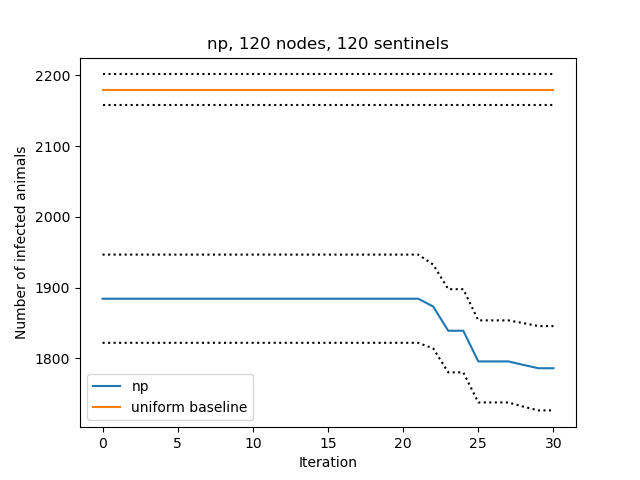 np, 120 nodes, 120 sentinels
Number of infected animals
2200
2100
2000
1900
1800
np
uniform baseline
0 5 10 15 20 25 30
Iteration